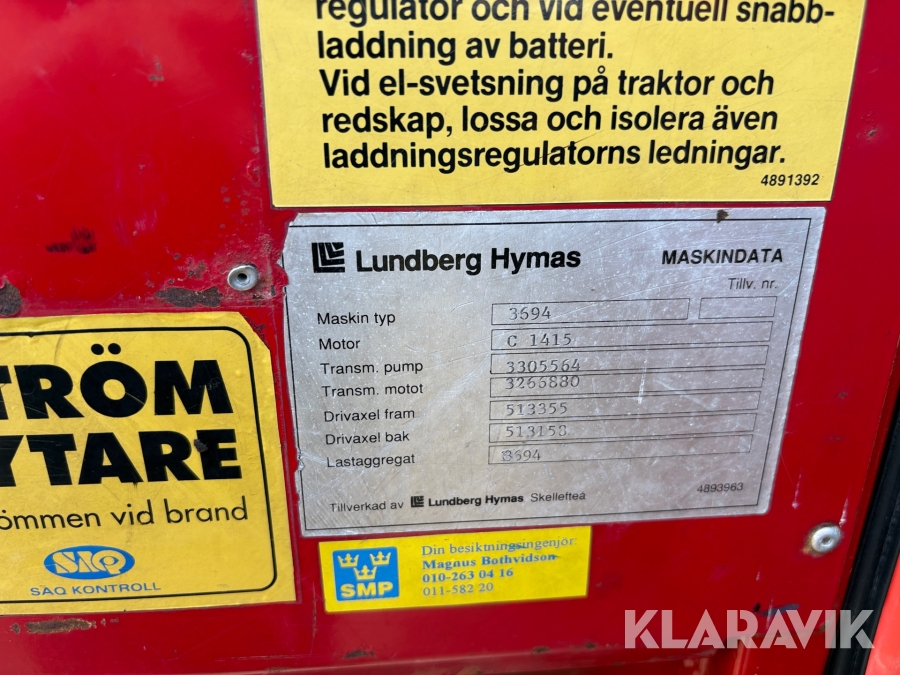 regulator och vid eventuell snabb-
laddning av batteri.
Vid el-svetsning på traktor och
redskap, lossa och isolera även
laddningsregulatorns ledningar.
4891392
Lundberg Hymas MASKINDATA
Tillv. nr.
Maskin typ 3694
Motor C 1415
Transm. pump 3305564
Transm. motot 3266880
Drivaxel fram 513355
Drivaxel bak 513158
Lastaggregat 3694
4893963
Tillverkad av Lundberg Hymas Skellefteå
TRÖM
YTARE
ömmen vid brand
SAQ
SAQ KONTROLL
SMP
Din besiktningsingenjör:
Magnus Bothvidson
010-263 04 16
011-582 20
KLARAVIK